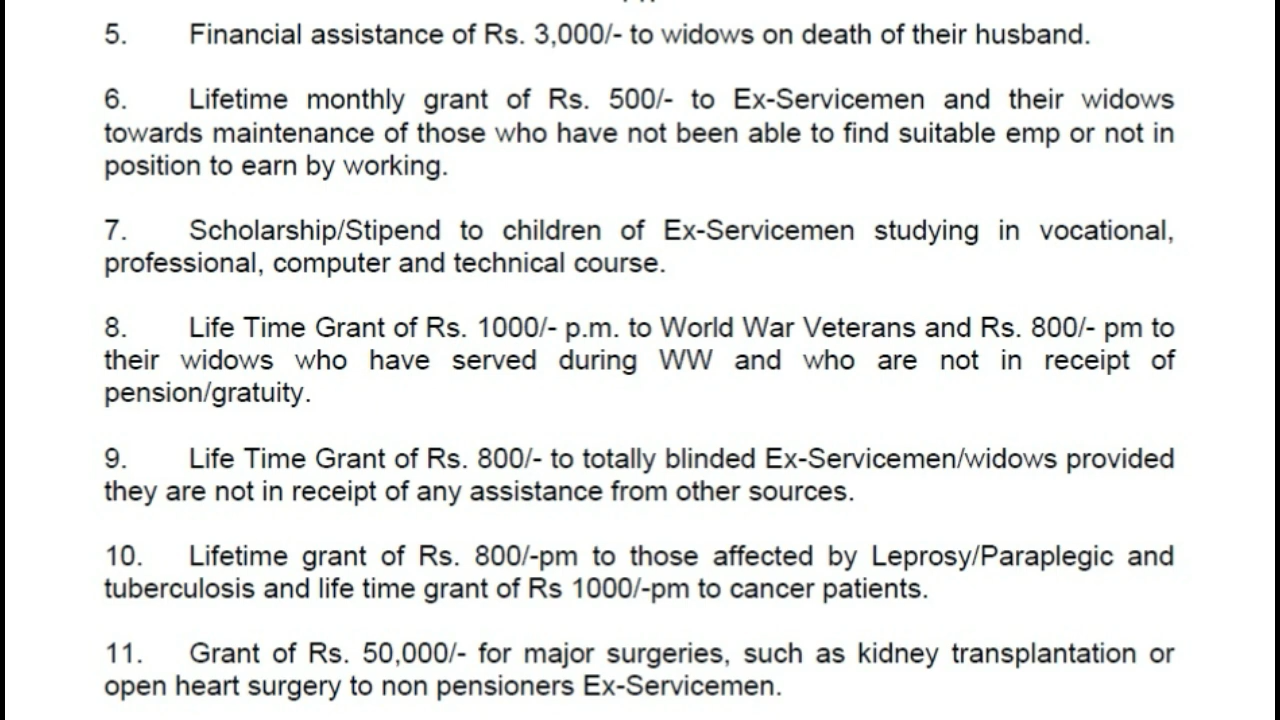 5. Financial assistance of Rs. 3,000/- to widows on death of their husband.
6. Lifetime monthly grant of Rs. 500/- to Ex-Servicemen and their widows
towards maintenance of those who have not been able to find suitable emp or not in
position to earn by working.
7. Scholarship/Stipend to children of Ex-Servicemen studying in vocational,
professional, computer and technical course.
8. Life Time Grant of Rs. 1000/- p.m. to World War Veterans and Rs. 800/- pm to
their widows who have served during WW and who are not in receipt of
pension/gratuity.
9. Life Time Grant of Rs. 800/- to totally blinded Ex-Servicemen/widows provided
they are not in receipt of any assistance from other sources.
10. Lifetime grant of Rs. 800/-pm to those affected by Leprosy/Paraplegic and
tuberculosis and life time grant of Rs 1000/-pm to cancer patients.
11. Grant of Rs. 50,000/- for major surgeries, such as kidney transplantation or
open heart surgery to non pensioners Ex-Servicemen.